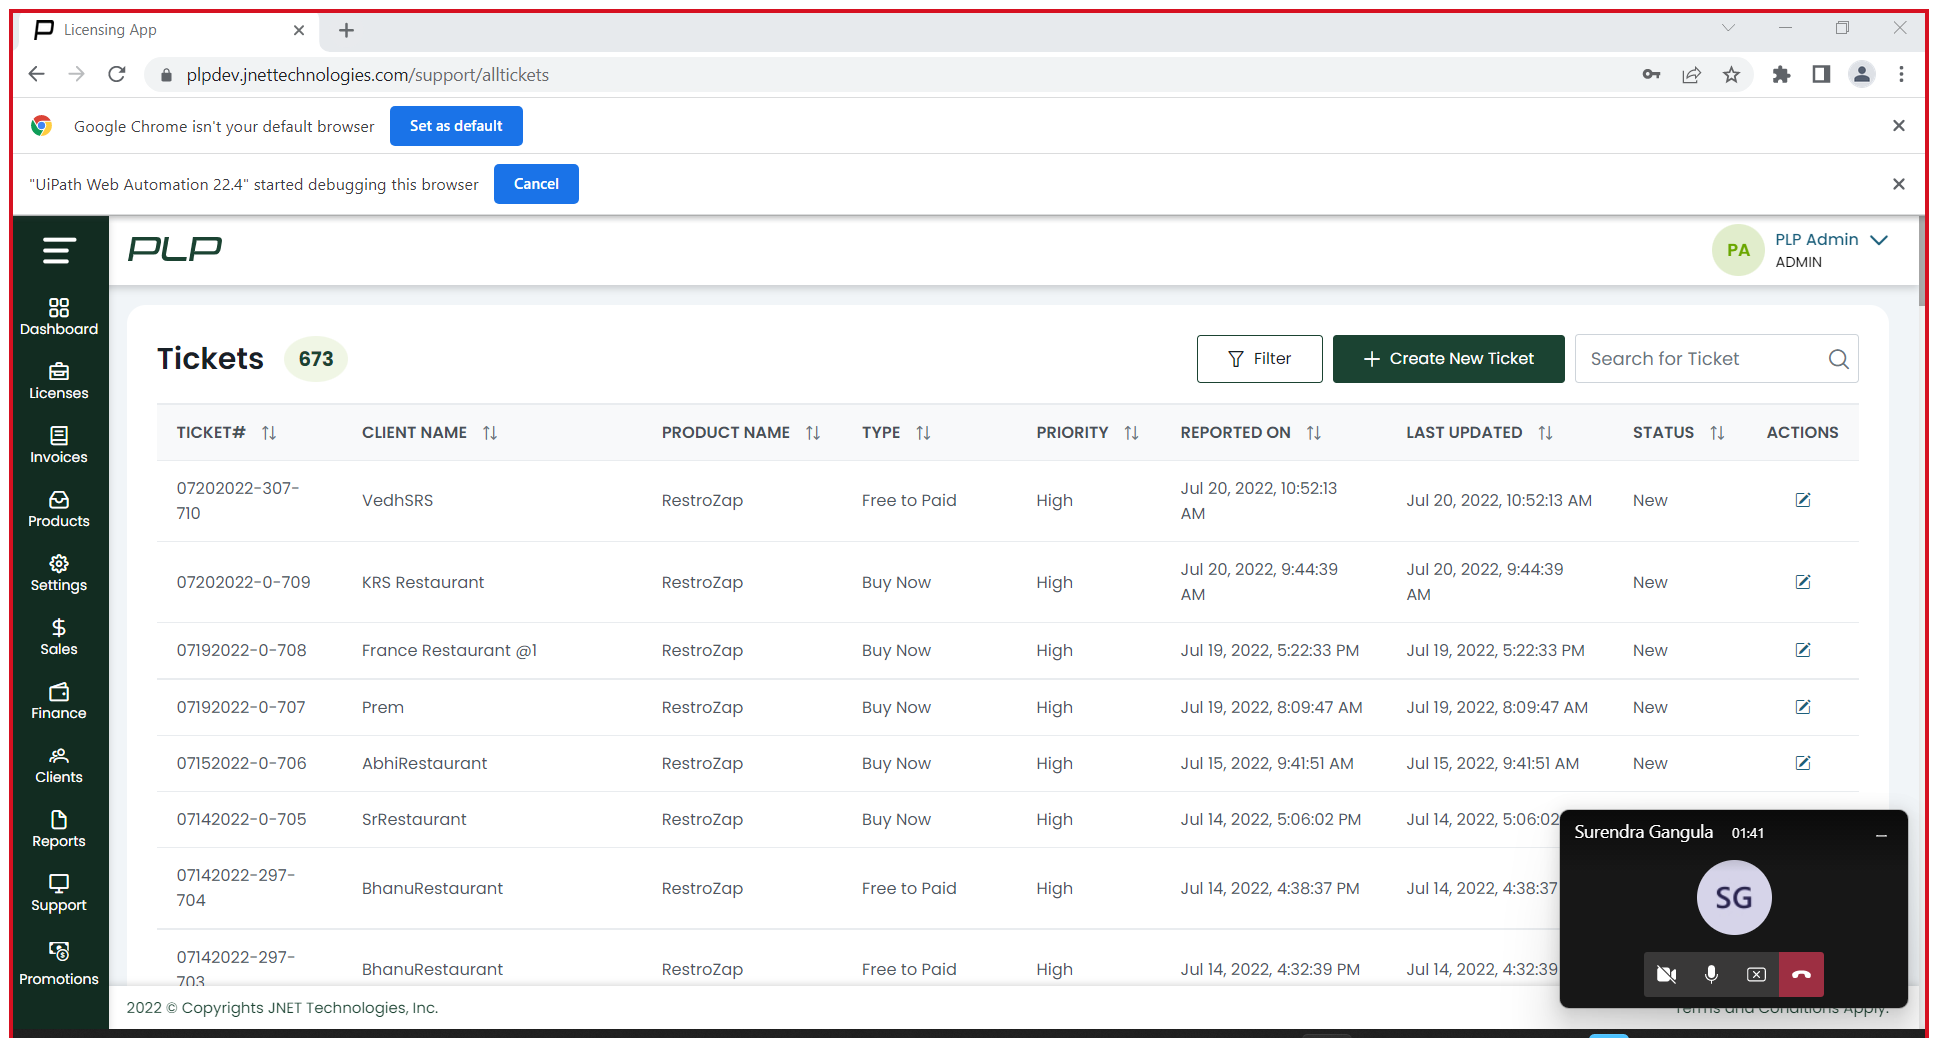 Licensing App
plpdev.jnettechnologies.com/support/alltickets
Google Chrome isn't your default browser
Set as default
"UiPath Web Automation 22.4" started debugging this browser
Cancel
PLP
PA
PLP Admin
ADMIN
Dashboard
Licenses
Invoices
Products
Settings
Sales
Finance
Clients
Reports
Support
Promotions
Tickets 673
Filter
+ Create New Ticket
Search for Ticket
TICKET# CLIENT NAME PRODUCT NAME TYPE PRIORITY REPORTED ON LAST UPDATED STATUS ACTIONS
07202022-307-710 VedhSRS RestroZap Free to Paid High Jul 20, 2022, 10:52:13 AM Jul 20, 2022, 10:52:13 AM New
07202022-0-709 KRS Restaurant RestroZap Buy Now High Jul 20, 2022, 9:44:39 AM Jul 20, 2022, 9:44:39 AM New
07192022-0-708 France Restaurant @1 RestroZap Buy Now High Jul 19, 2022, 5:22:33 PM Jul 19, 2022, 5:22:33 PM New
07192022-0-707 Prem RestroZap Buy Now High Jul 19, 2022, 8:09:47 AM Jul 19, 2022, 8:09:47 AM New
07152022-0-706 AbhiRestaurant RestroZap Buy Now High Jul 15, 2022, 9:41:51 AM Jul 15, 2022, 9:41:51 AM New
07142022-0-705 SrRestaurant RestroZap Buy Now High Jul 14, 2022, 5:06:02 PM Jul 14, 2022, 5:06:02
07142022-297-704 BhanuRestaurant RestroZap Free to Paid High Jul 14, 2022, 4:38:37 PM Jul 14, 2022, 4:38:37
07142022-297-703 BhanuRestaurant RestroZap Free to Paid High Jul 14, 2022, 4:32:39 PM Jul 14, 2022, 4:32:39
Surendra Gangula 01:41
SG
2022 © Copyrights JNET Technologies, Inc.
Terms and Conditions Apply.